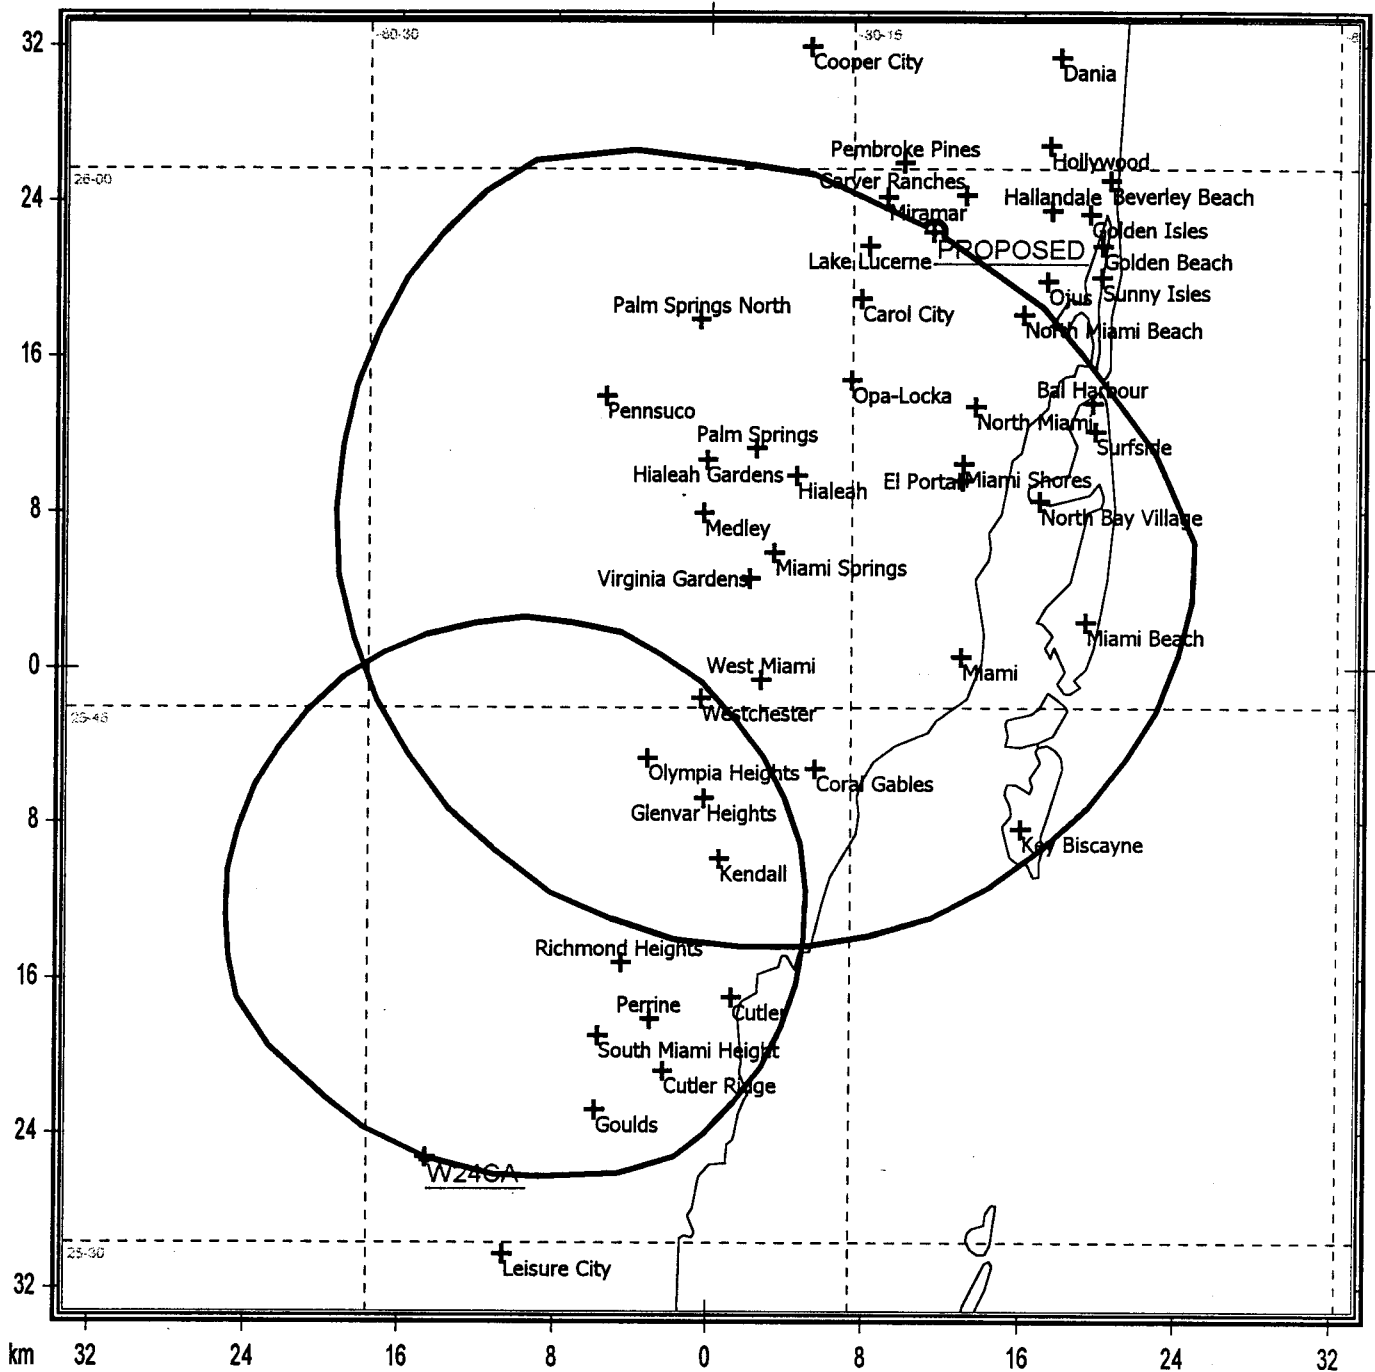 32
-80-30
-80-15
Cooper City
Dania
Pembroke Pines
Hollywood
26-00
24
Carver Ranches
Hallandale
Beverley Beach
Miramar
Golden Isles
PROPOSED
Lake Lucerne
Golden Beach
Ojus
Sunny Isles
Palm Springs North
Carol City
North Miami Beach
16
Bal Harbour
Opa-Locka
Pennsuco
North Miami
Palm Springs
Surfside
Hialeah Gardens
El Portal
Miami Shores
Hialeah
8
North Bay Village
Medley
Miami Springs
Virginia Gardens
Miami Beach
0
West Miami
Miami
25-45
Westchester
Olympia Heights
Coral Gables
8
Glenvar Heights
Key Biscayne
Kendall
Richmond Heights
16
Perrine
Cutler
South Miami Height
Cutler Ridge
24
Goulds
W24CA
25-30
Leisure City
32
km 32 24 16 8 0 8 16 24 32